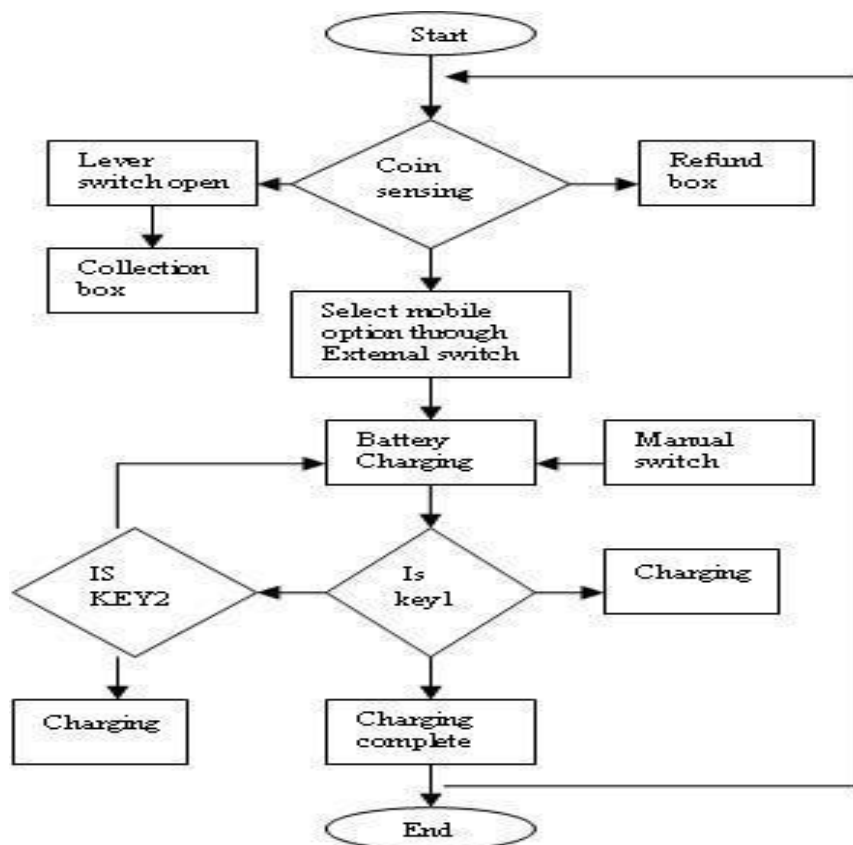 Start
Coin
sensing
Lever
switch open
Refund
box
Collection
box
Select mobile
option through
External switch
Battery
Charging
Manual
switch
IS
KEY2
Is
key1
Charging
Charging
Charging
complete
End